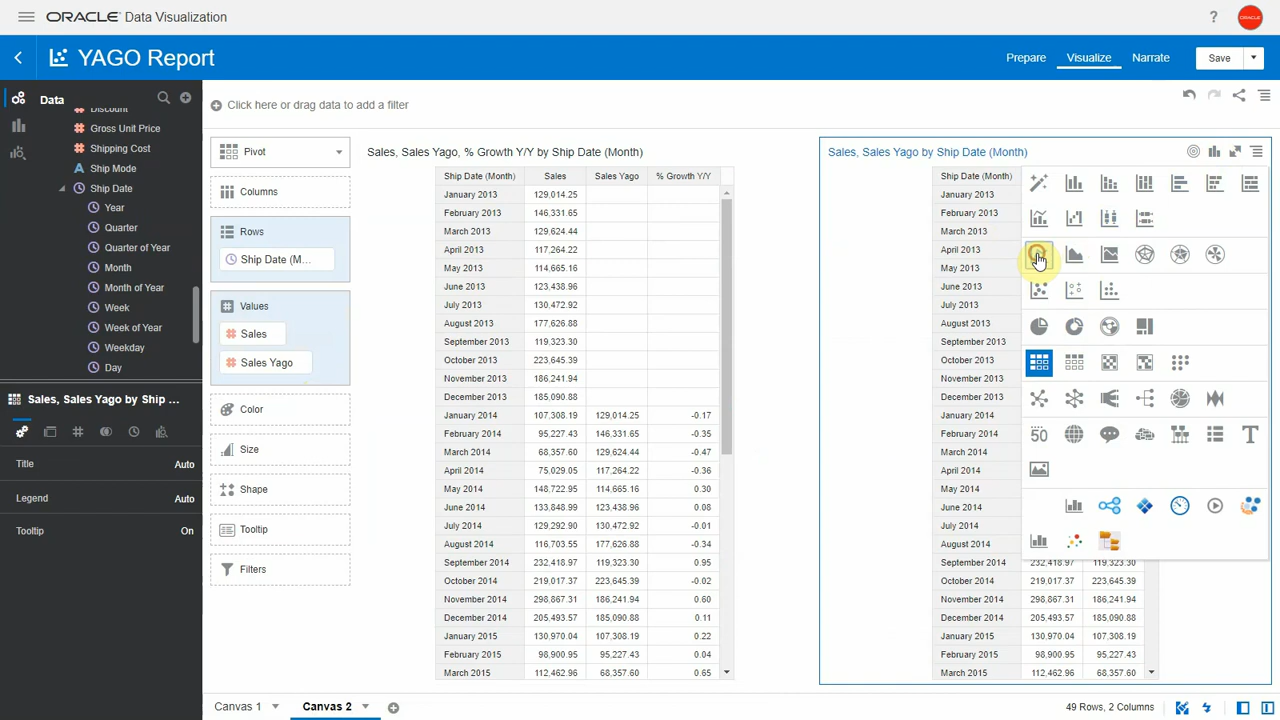 ORACLE Data Visualization
? ORACLE
YAGO Report
Prepare Visualize Narrate Save
Data
Discount
Gross Unit Price
Shipping Cost
Ship Mode
Ship Date
Year
Quarter
Quarter of Year
Month
Month of Year
Week
Week of Year
Weekday
Day
Sales, Sales Yago by Ship ...
Title Auto
Legend Auto
Tooltip On
Click here or drag data to add a filter
Pivot
Columns
Rows
Ship Date (M...
Values
Sales
Sales Yago
Color
Size
Shape
Tooltip
Filters
Sales, Sales Yago, % Growth Y/Y by Ship Date (Month)
Ship Date (Month) Sales Sales Yago % Growth Y/Y
January 2013 129,014.25
February 2013 146,331.65
March 2013 129,624.44
April 2013 117,264.22
May 2013 114,665.16
June 2013 123,438.96
July 2013 130,472.92
August 2013 177,626.88
September 2013 119,323.30
October 2013 223,645.39
November 2013 186,241.94
December 2013 185,090.88
January 2014 107,308.19 129,014.25 -0.17
February 2014 95,227.43 146,331.65 -0.35
March 2014 68,357.60 129,624.44 -0.47
April 2014 75,029.05 117,264.22 -0.36
May 2014 148,722.95 114,665.16 0.30
June 2014 133,848.99 123,438.96 0.08
July 2014 129,292.90 130,472.92 -0.01
August 2014 116,703.55 177,626.88 -0.34
September 2014 232,418.97 119,323.30 0.95
October 2014 219,017.37 223,645.39 -0.02
November 2014 298,867.31 186,241.94 0.60
December 2014 205,493.57 185,090.88 0.11
January 2015 130,970.04 107,308.19 0.22
February 2015 98,900.95 95,227.43 0.04
March 2015 112,462.96 68,357.60 0.65
Sales, Sales Yago by Ship Date (Month)
Ship Date (Month)
January 2013
February 2013
March 2013
April 2013
May 2013
June 2013
July 2013
August 2013
September 2013
October 2013
November 2013
December 2013
January 2014
February 2014
March 2014
April 2014
May 2014
June 2014
July 2014
August 2014
September 2014 232,418.97 119,323.30
October 2014 219,017.37 223,645.39
November 2014 298,867.31 186,241.94
December 2014 205,493.57 185,090.88
January 2015 130,970.04 107,308.19
February 2015 98,900.95 95,227.43
March 2015 112,462.96 68,357.60
50
T
Canvas 1 Canvas 2
49 Rows, 2 Columns